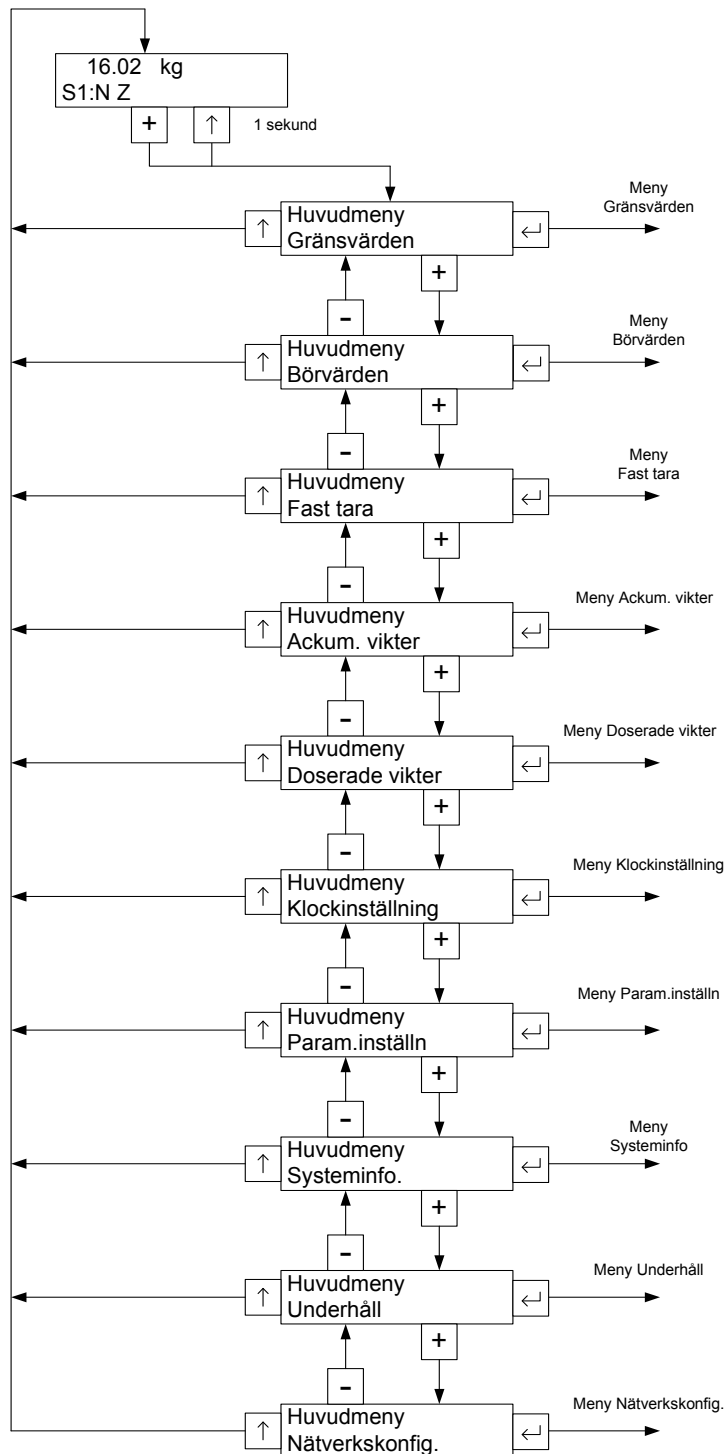 16.02 kg
S1:N Z
+ ↑ 1 sekund
Huvudmeny
Gränsvärden
↑ ↵
Meny
Gränsvärden
+
-
Huvudmeny
Börvärden
↑ ↵
Meny
Börvärden
+
-
Huvudmeny
Fast tara
↑ ↵
Meny
Fast tara
+
-
Huvudmeny
Ackum. vikter
↑ ↵
Meny Ackum. vikter
+
-
Huvudmeny
Doserade vikter
↑ ↵
Meny Doserade vikter
+
-
Huvudmeny
Klockinställning
↑ ↵
Meny Klockinställning
+
-
Huvudmeny
Param.inställn
↑ ↵
Meny Param.inställn
+
-
Huvudmeny
Systeminfo.
↑ ↵
Meny
Systeminfo
+
-
Huvudmeny
Underhåll
↑ ↵
Meny Underhåll
+
-
Huvudmeny
Nätverkskonfig.
↑ ↵
Meny Nätverkskonfig.